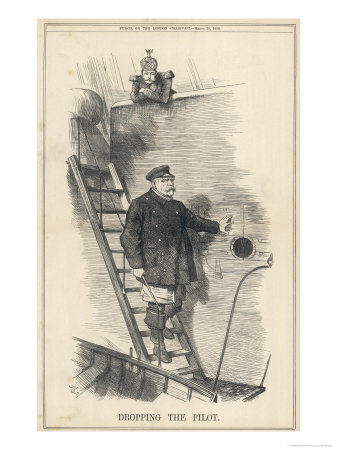 PUNCH, OR THE LONDON CHARIVARI.—MARCH 29, 1890.
DROPPING THE PILOT.